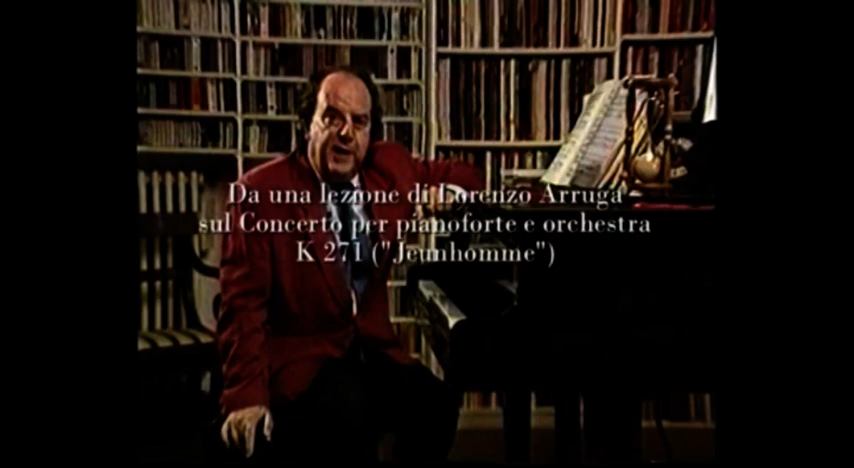 Da una lezione di Lorenzo Arruga
sul Concerto per pianoforte e orchestra
K 271 ("Jeunhomme")